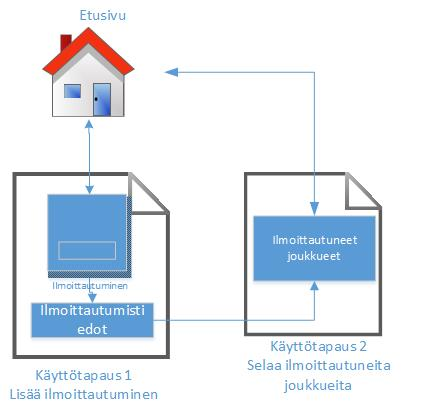 Etusivu
Ilmoittautuminen
Ilmoittautumisti
edot
Käyttötapaus 1
Lisää ilmoittautuminen
Ilmoittautuneet
joukkueet
Käyttötapaus 2
Selaa ilmoittautuneita
joukkueita